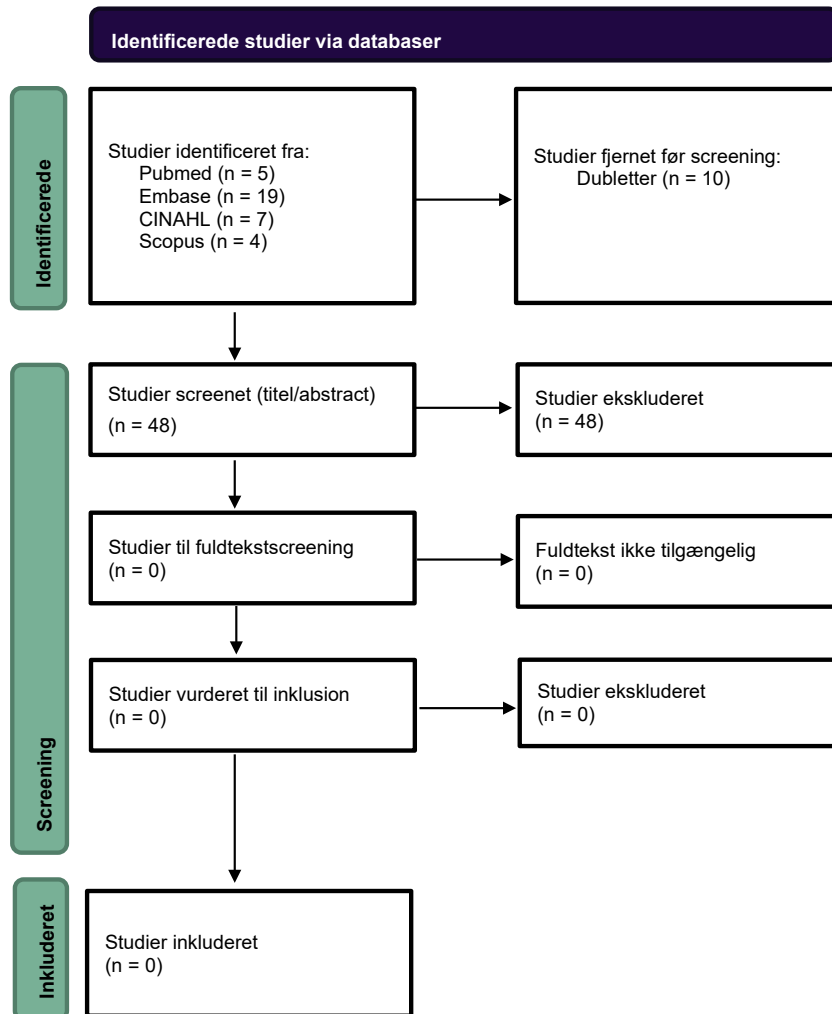 Identificerede studier via databaser
Identificerede
Studier identificeret fra:
Pubmed (n = 5)
Embase (n = 19)
CINAHL (n = 7)
Scopus (n = 4)
Studier fjernet før screening:
Dubletter (n = 10)
Screening
Studier screenet (titel/abstract)
(n = 48)
Studier ekskluderet
(n = 48)
Studier til fuldtekstscreening
(n = 0)
Fuldtekst ikke tilgængelig
(n = 0)
Studier vurderet til inklusion
(n = 0)
Studier ekskluderet
(n = 0)
Inkluderet
Studier inkluderet
(n = 0)